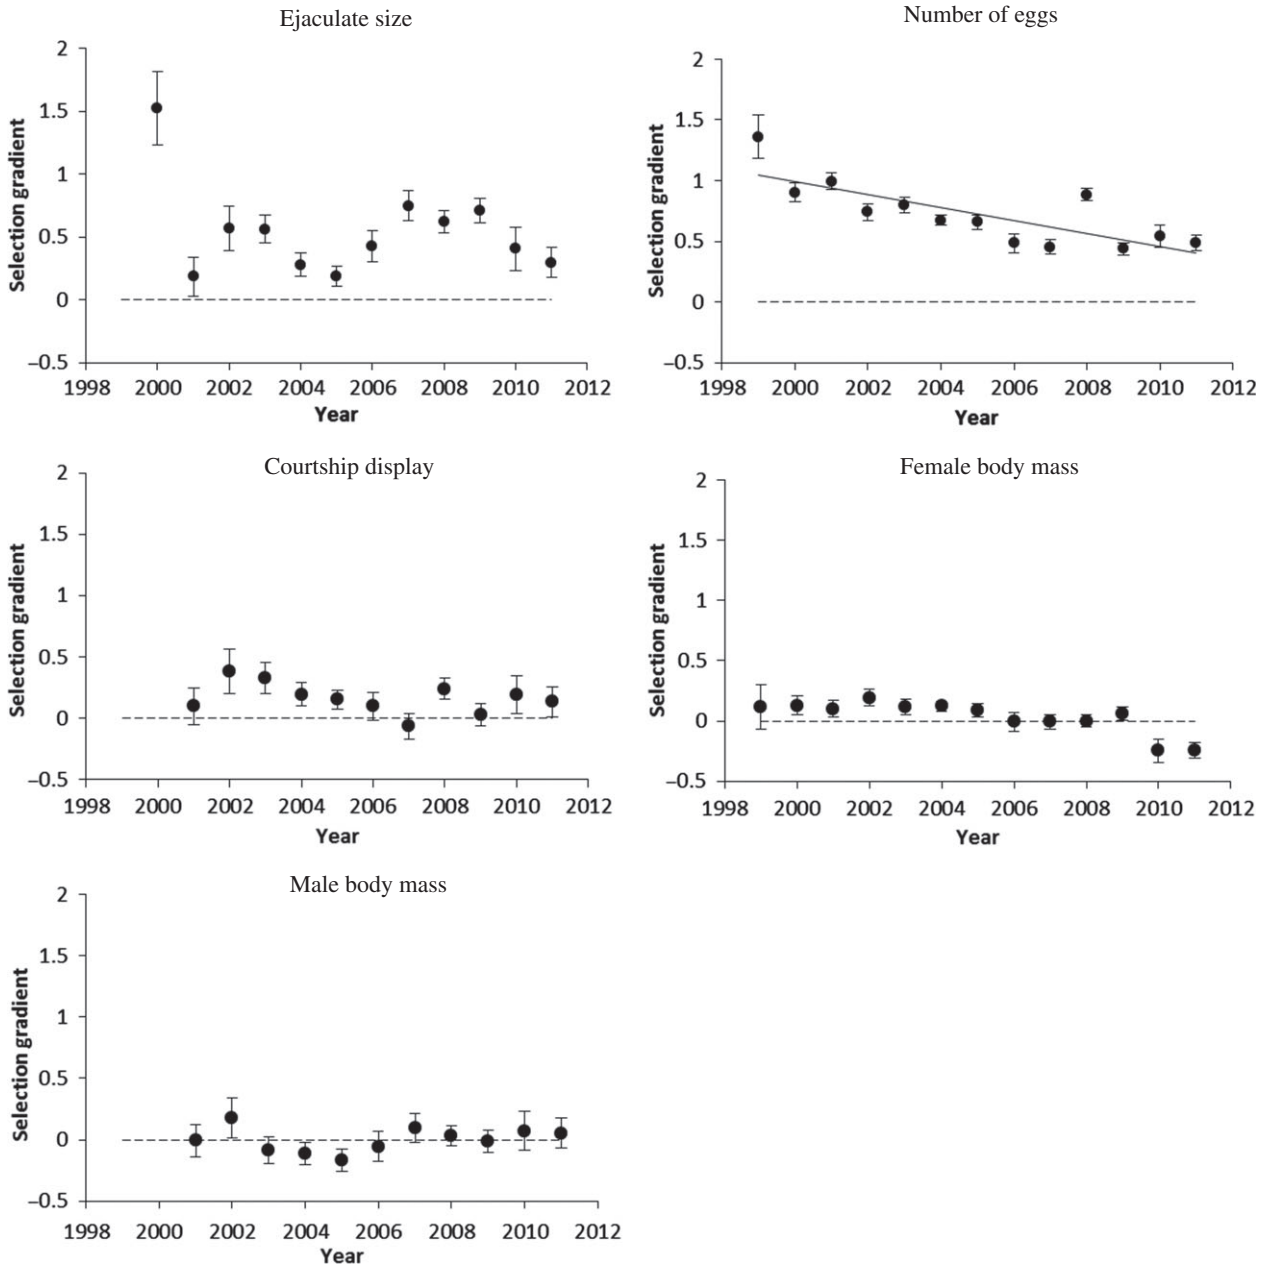 Ejaculate size
2
1.5
1
0.5
0
–0.5
Selection gradient
1998 2000 2002 2004 2006 2008 2010 2012
Year
Number of eggs
2
1.5
1
0.5
0
–0.5
Selection gradient
1998 2000 2002 2004 2006 2008 2010 2012
Year
Courtship display
2
1.5
1
0.5
0
–0.5
Selection gradient
1998 2000 2002 2004 2006 2008 2010 2012
Year
Female body mass
2
1.5
1
0.5
0
–0.5
Selection gradient
1998 2000 2002 2004 2006 2008 2010 2012
Year
Male body mass
2
1.5
1
0.5
0
–0.5
Selection gradient
1998 2000 2002 2004 2006 2008 2010 2012
Year